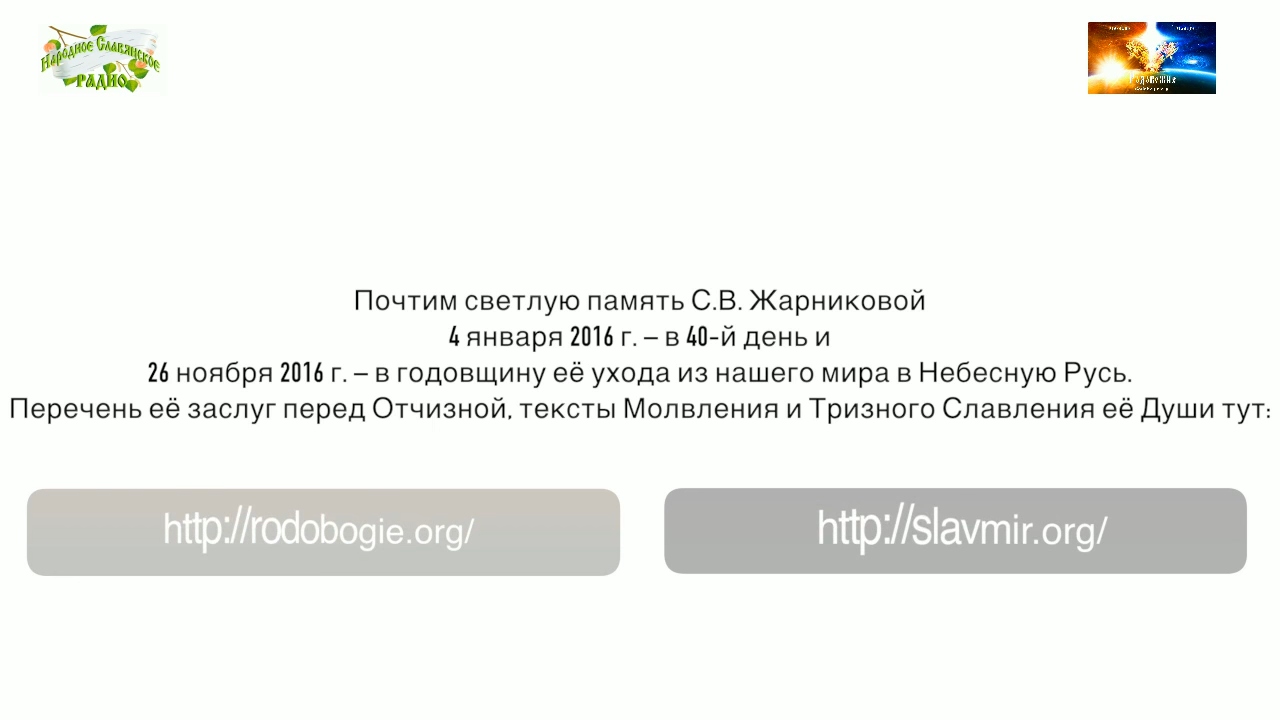 Народное Славянское
РАДИО
Почтим светлую память С.В. Жарниковой
4 января 2016 г. – в 40-й день и
26 ноября 2016 г. – в годовщину её ухода из нашего мира в Небесную Русь.
Перечень её заслуг перед Отчизной, тексты Молвления и Тризного Славления её Души тут:
http://rodobogie.org/
http://slavmir.org/